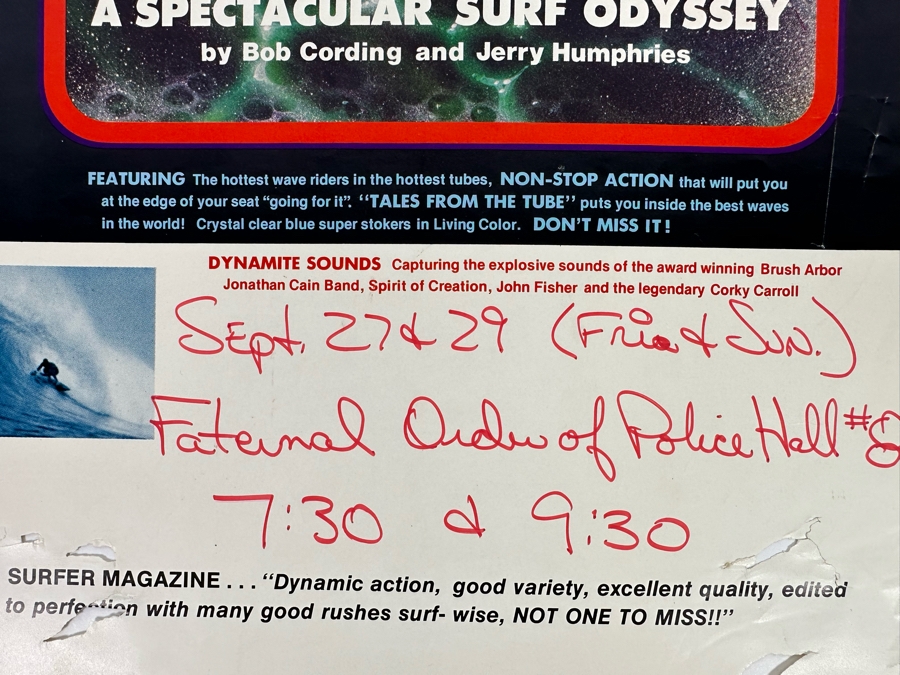 A SPECTACULAR SURF ODYSSEY
by Bob Cording and Jerry Humphries
FEATURING The hottest wave riders in the hottest tubes, NON-STOP ACTION that will put you
at the edge of your seat “going for it”. “TALES FROM THE TUBE” puts you inside the best waves
in the world! Crystal clear blue super stokers in Living Color. DON’T MISS IT!
DYNAMITE SOUNDS Capturing the explosive sounds of the award winning Brush Arbor
Jonathan Cain Band, Spirit of Creation, John Fisher and the legendary Corky Carroll
Sept. 27 & 29 (Fri. & Sun.)
Faternal Order of Police Hall #8
7:30 & 9:30
SURFER MAGAZINE . . . “Dynamic action, good variety, excellent quality, edited
to perfection with many good rushes surf- wise, NOT ONE TO MISS!!”